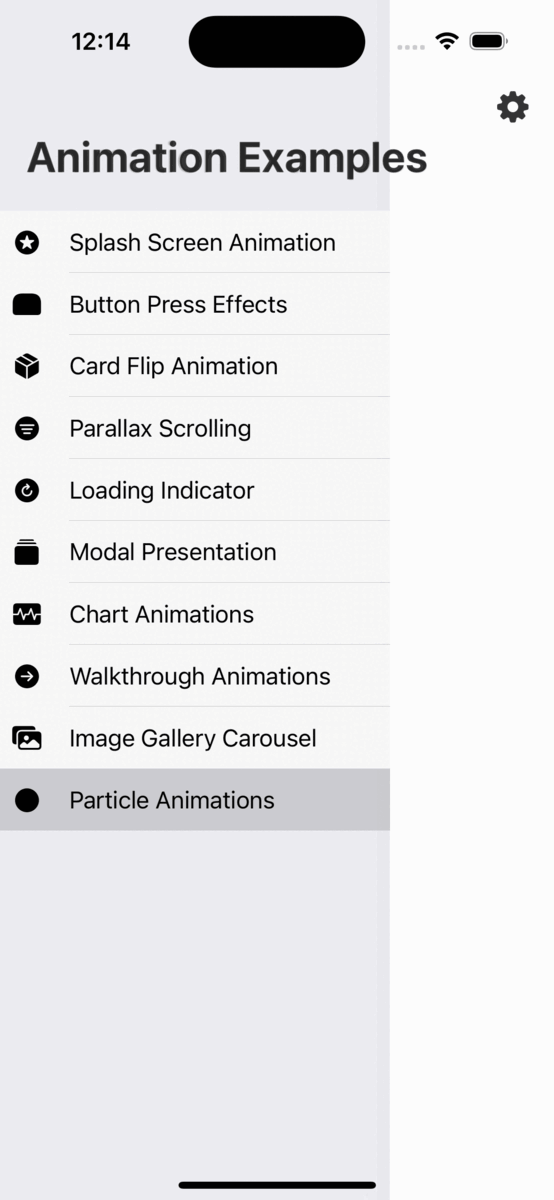 12:14
Animation Examples
Splash Screen Animation
Button Press Effects
Card Flip Animation
Parallax Scrolling
Loading Indicator
Modal Presentation
Chart Animations
Walkthrough Animations
Image Gallery Carousel
Particle Animations